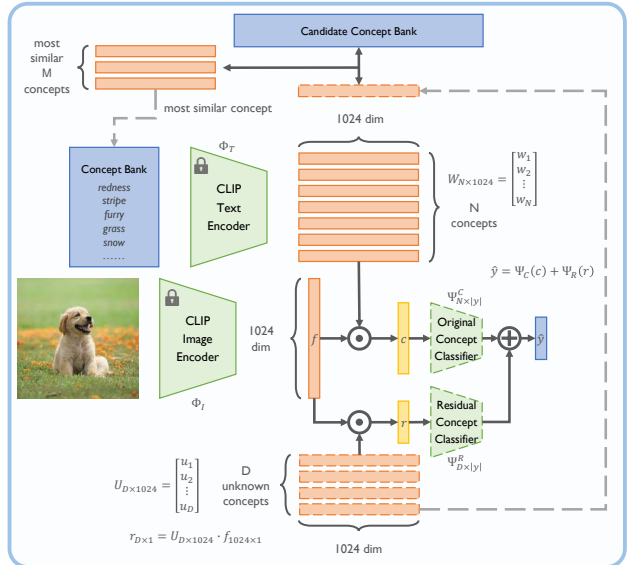 Candidate Concept Bank
most
similar
M
concepts
most similar concept
1024 dim
Concept Bank
redness
stripe
furry
grass
snow
......
Φ_T
CLIP
Text
Encoder
N
concepts
W_{N×1024} = [w_1 w_2 ⋮ w_N]
ŷ = Ψ_C(c) + Ψ_R(r)
CLIP
Image
Encoder
Φ_I
1024
dim
f
c
Ψ^C_{N×|y|}
Original
Concept
Classifier
ŷ
r
Residual
Concept
Classifier
Ψ^R_{D×|y|}
U_{D×1024} = [u_1 u_2 ⋮ u_D]
D
unknown
concepts
r_{D×1} = U_{D×1024} · f_{1024×1}
1024 dim